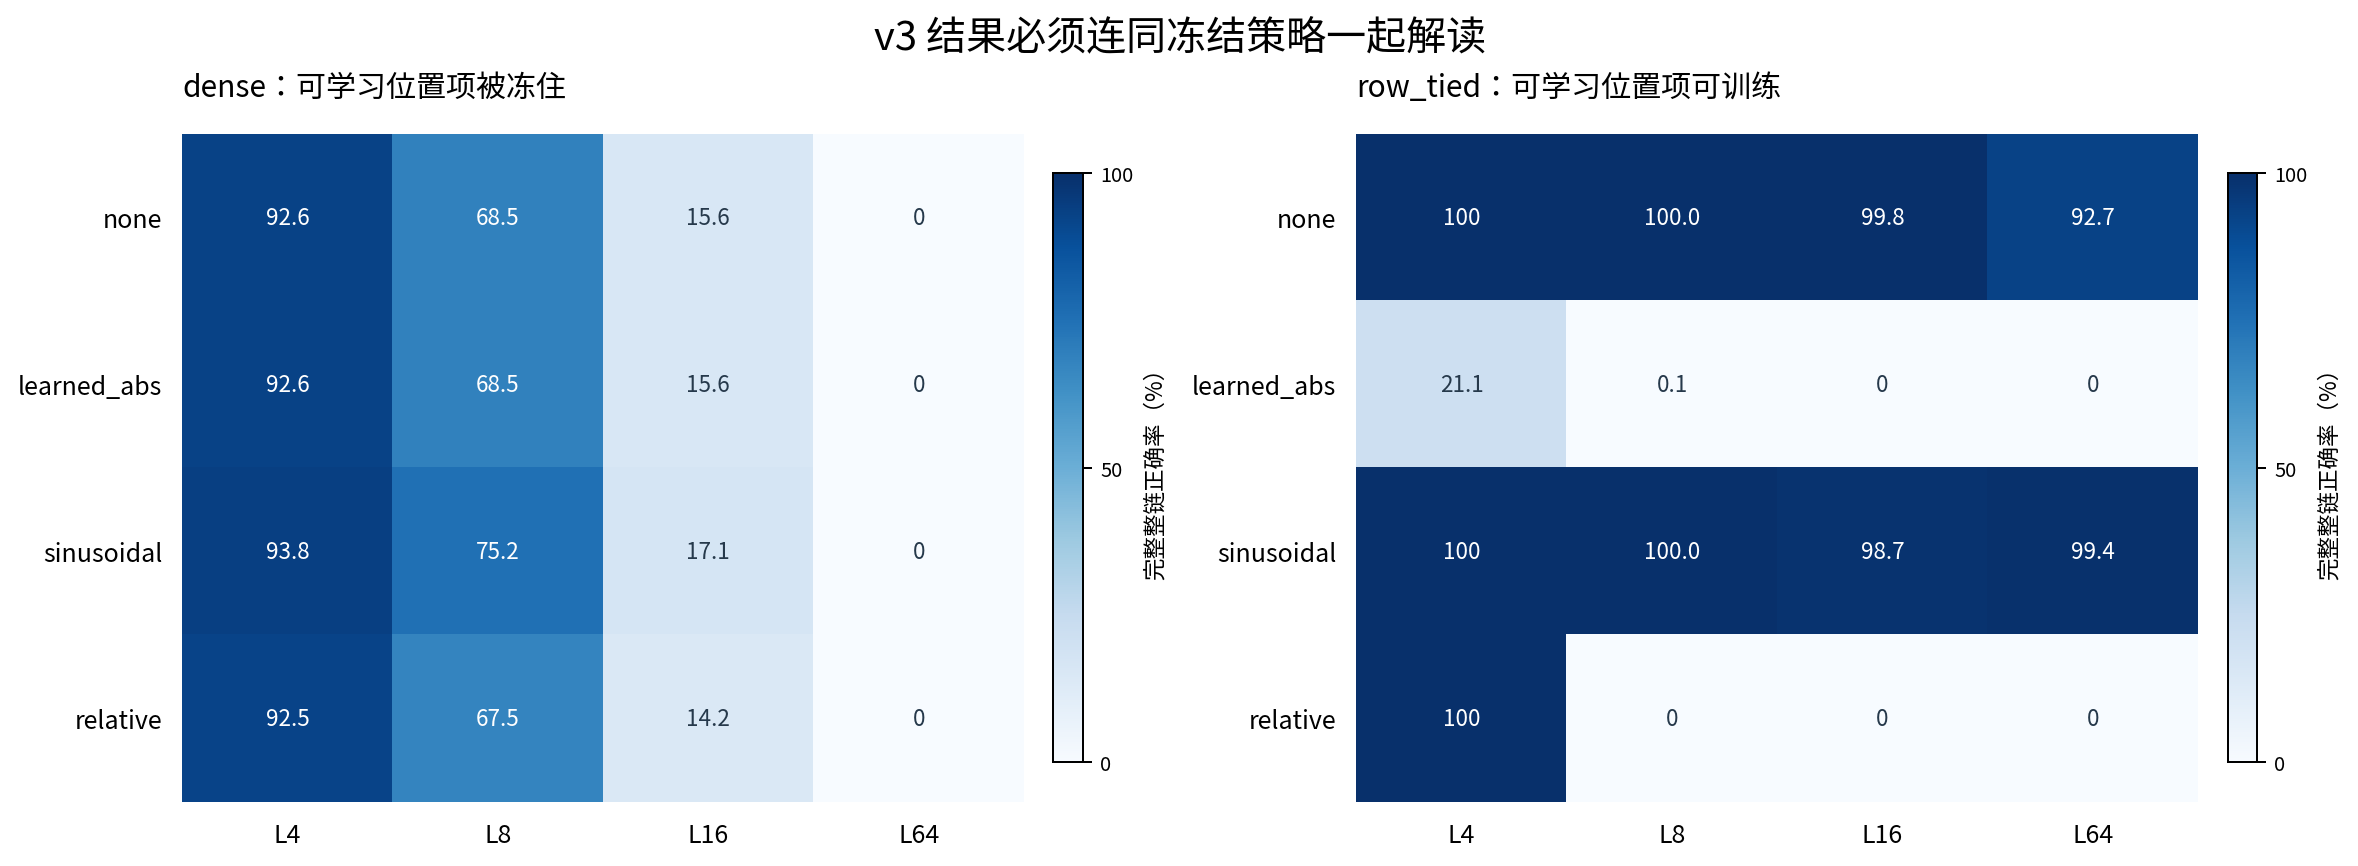 v3 结果必须连同冻结策略一起解读
dense：可学习位置项被冻住
none 92.6 68.5 15.6 0
learned_abs 92.6 68.5 15.6 0
sinusoidal 93.8 75.2 17.1 0
relative 92.5 67.5 14.2 0
L4 L8 L16 L64
100
50
0
完整整链正确率（%）
row_tied：可学习位置项可训练
none 100 100.0 99.8 92.7
learned_abs 21.1 0.1 0 0
sinusoidal 100 100.0 98.7 99.4
relative 100 0 0 0
L4 L8 L16 L64
100
50
0
完整整链正确率（%）